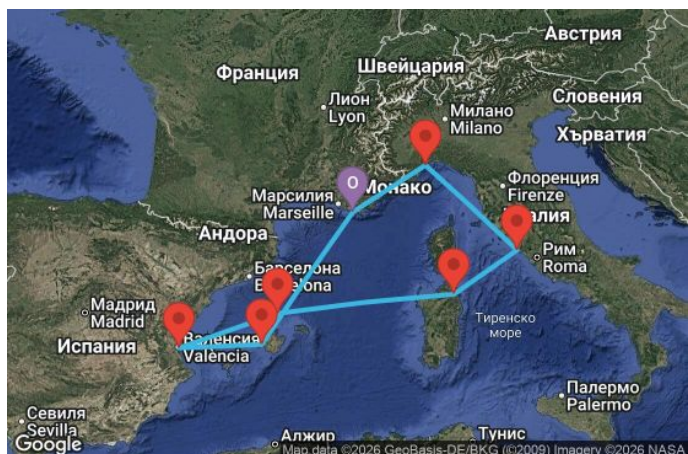 Австрия
Швейцария
Франция
Словения
Лион
Lyon
Милано
Milano
Хърватия
O
Монако
Марсилия
Marseille
Флоренция
Firenze
Андора
Рим
Roma
Мадрид
Madrid
Валенсия
València
Испания
Тиренско
море
Палермо
Palermo
Севиля
Sevilla
Google
Алжир
Тунис
Map data ©2026 GeoBasis-DE/BKG (©2009) Imagery ©2026 NASA